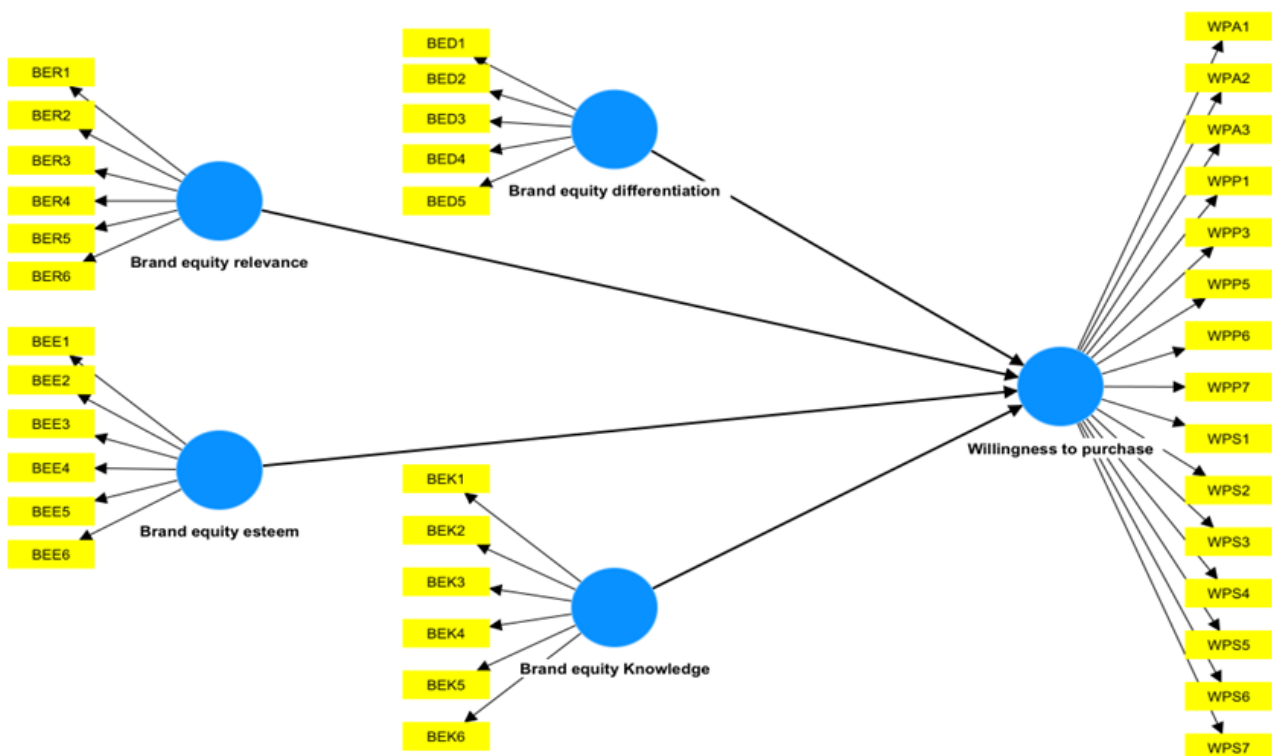 BER1
BER2
BER3
BER4
BER5
BER6
Brand equity relevance
BED1
BED2
BED3
BED4
BED5
Brand equity differentiation
BEE1
BEE2
BEE3
BEE4
BEE5
BEE6
Brand equity esteem
BEK1
BEK2
BEK3
BEK4
BEK5
BEK6
Brand equity Knowledge
Willingness to purchase
WPA1
WPA2
WPA3
WPP1
WPP3
WPP5
WPP6
WPP7
WPS1
WPS2
WPS3
WPS4
WPS5
WPS6
WPS7